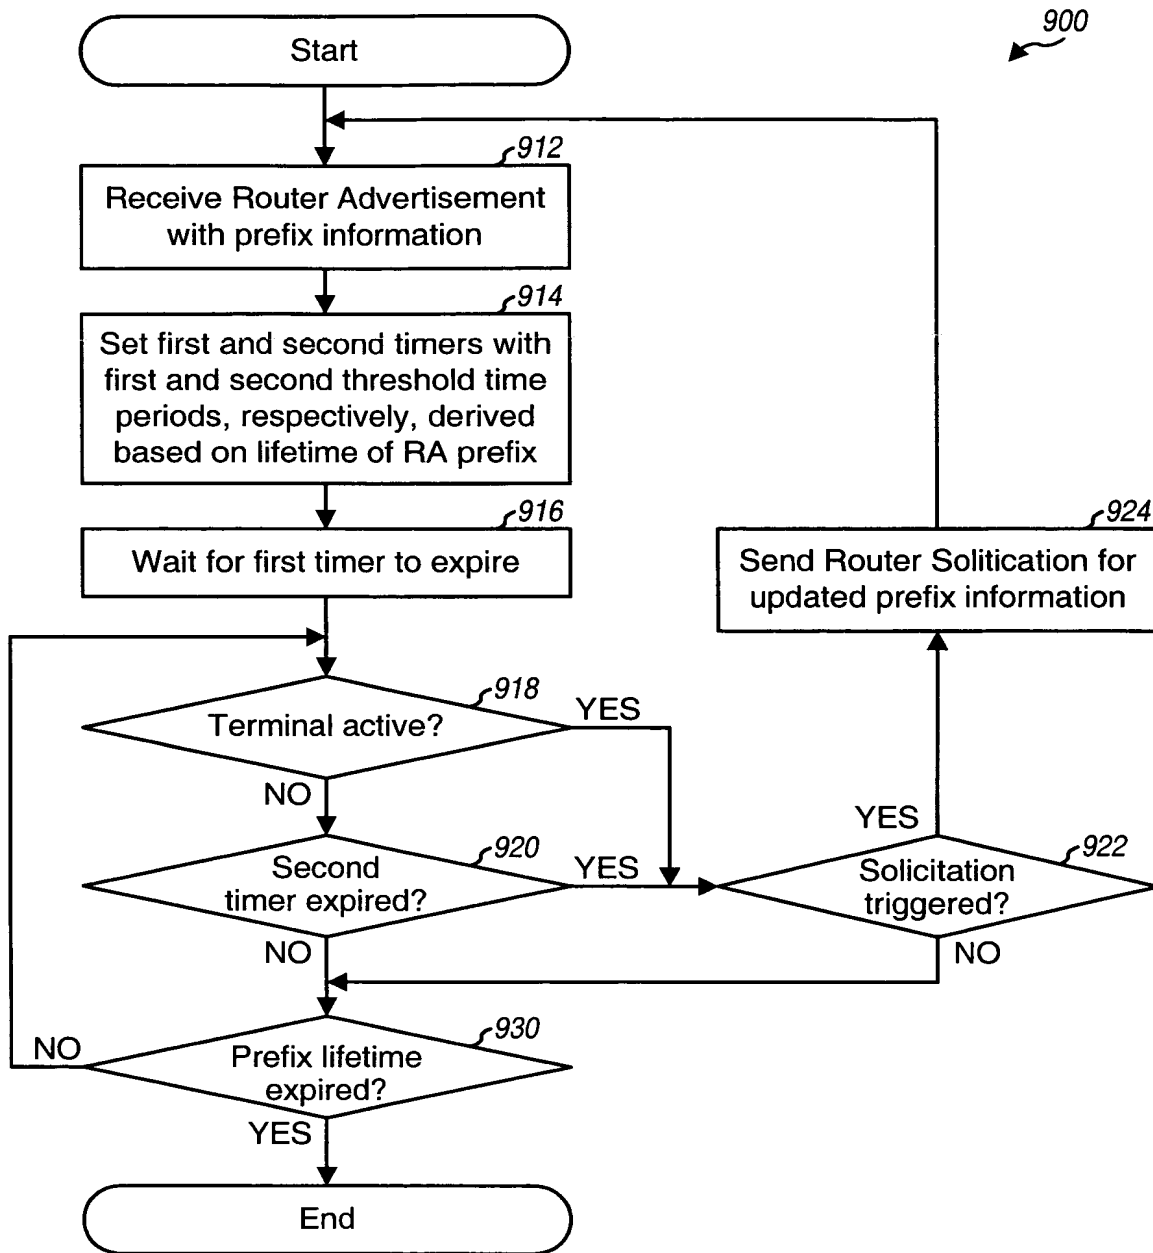 900
Start
912
Receive Router Advertisement
with prefix information
914
Set first and second timers with
first and second threshold time
periods, respectively, derived
based on lifetime of RA prefix
916
Wait for first timer to expire
924
Send Router Solitication for
updated prefix information
918
Terminal active?
YES
NO
920
Second
timer expired?
YES
NO
YES
922
Solicitation
triggered?
NO
930
Prefix lifetime
expired?
NO
YES
End